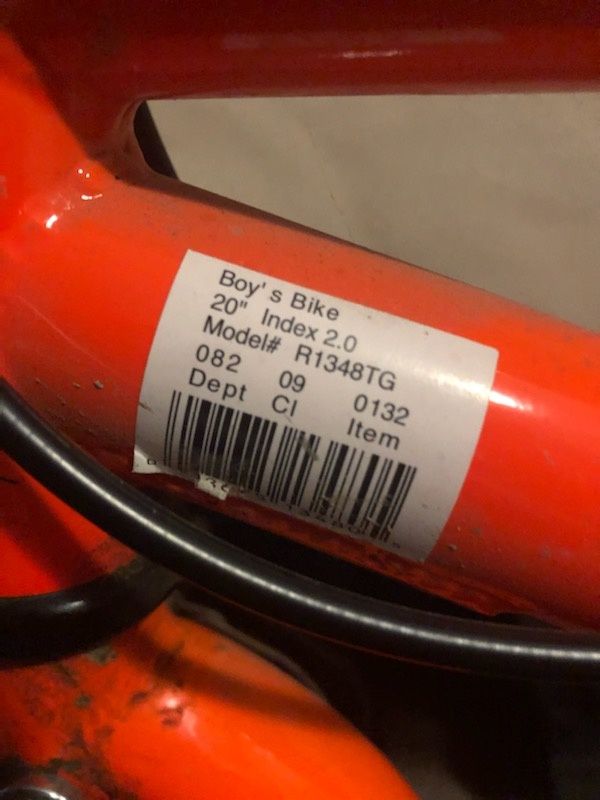 Boy's Bike
20" Index 2.0
Model# R1348TG
082 09 0132
Dept Cl Item